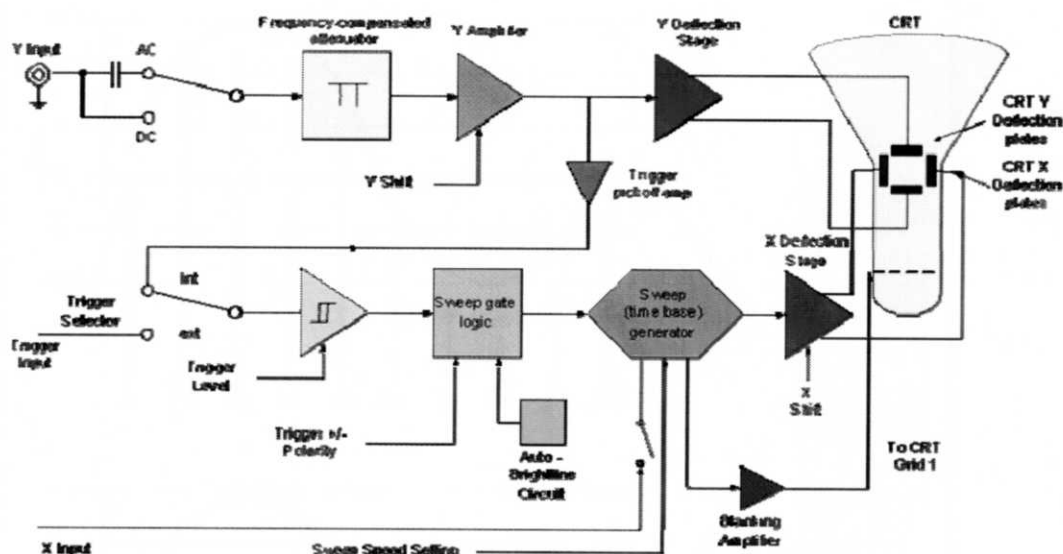 Frequency-compensated
attenuator
Y Amplifier
Y Deflection
Stage
CRT
Y Input
AC
DC
CRT Y
Deflection
plates
CRT X
Deflection
plates
Y Shift
Trigger
pickoff amp
X Deflection
Stage
int
Trigger
Selector
ext
Trigger
Input
Sweep gate
logic
Sweep
(time base)
generator
Trigger
Level
X
Shift
Trigger +/-
Polarity
Auto -
Brightline
Circuit
To CRT
Grid 1
Blanking
Amplifier
X Input
Sweep Speed Setting